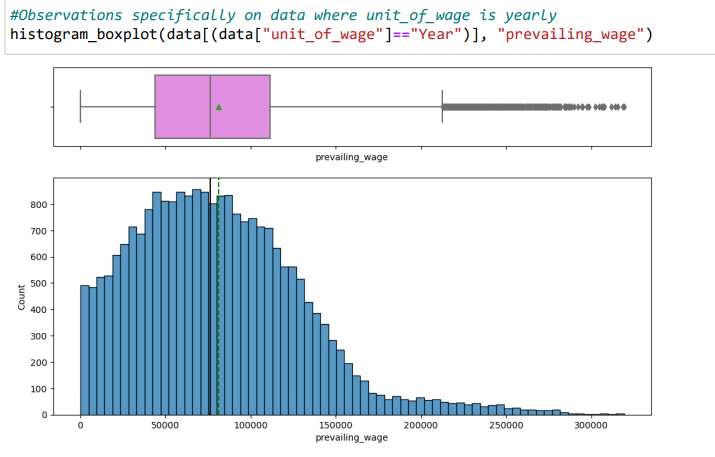 #Observations specifically on data where unit_of_wage is yearly
histogram_boxplot(data[(data["unit_of_wage"]=="Year")], "prevailing_wage")
prevailing_wage
800
700
600
500
400
300
200
100
0
Count
0 50000 100000 150000 200000 250000 300000
prevailing_wage